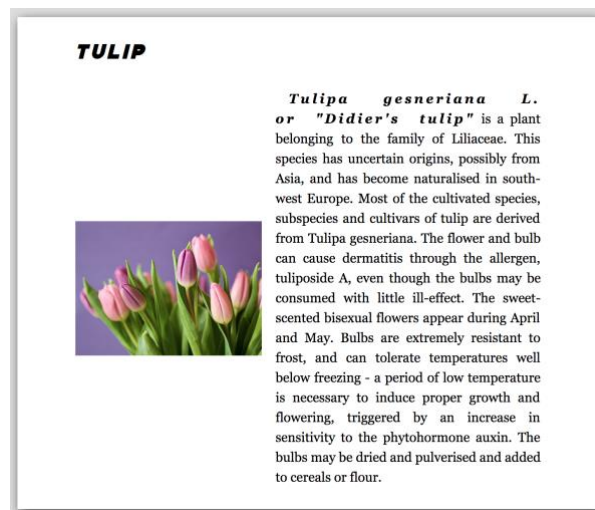 TULIP
Tulipa gesneriana L.
or "Didier's tulip" is a plant
belonging to the family of Liliaceae. This
species has uncertain origins, possibly from
Asia, and has become naturalised in south-
west Europe. Most of the cultivated species,
subspecies and cultivars of tulip are derived
from Tulipa gesneriana. The flower and bulb
can cause dermatitis through the allergen,
tuliposide A, even though the bulbs may be
consumed with little ill-effect. The sweet-
scented bisexual flowers appear during April
and May. Bulbs are extremely resistant to
frost, and can tolerate temperatures well
below freezing - a period of low temperature
is necessary to induce proper growth and
flowering, triggered by an increase in
sensitivity to the phytohormone auxin. The
bulbs may be dried and pulverised and added
to cereals or flour.